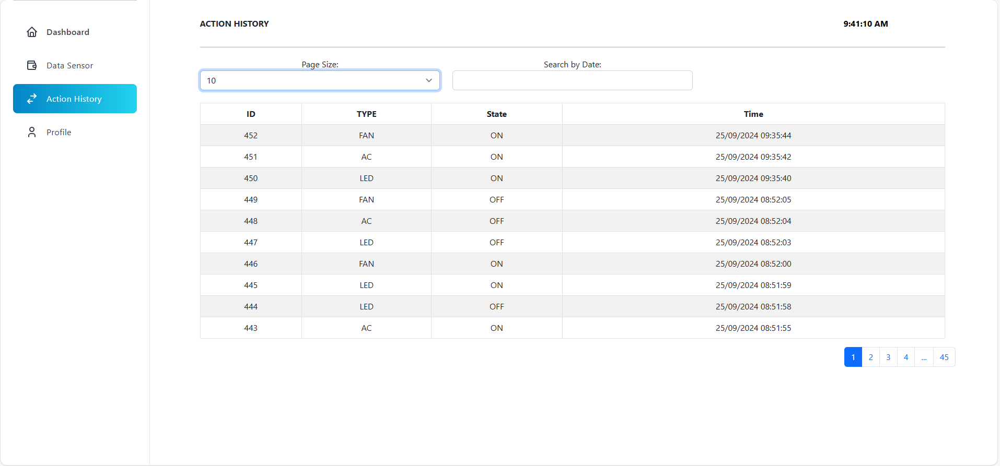 Dashboard
Data Sensor
Action History
Profile
ACTION HISTORY 9:41:10 AM
Page Size: Search by Date:
10
ID TYPE State Time
452 FAN ON 25/09/2024 09:35:44
451 AC ON 25/09/2024 09:35:42
450 LED ON 25/09/2024 09:35:40
449 FAN OFF 25/09/2024 08:52:05
448 AC OFF 25/09/2024 08:52:04
447 LED OFF 25/09/2024 08:52:03
446 FAN ON 25/09/2024 08:52:00
445 LED ON 25/09/2024 08:51:59
444 LED OFF 25/09/2024 08:51:58
443 AC ON 25/09/2024 08:51:55
1 2 3 4 ... 45